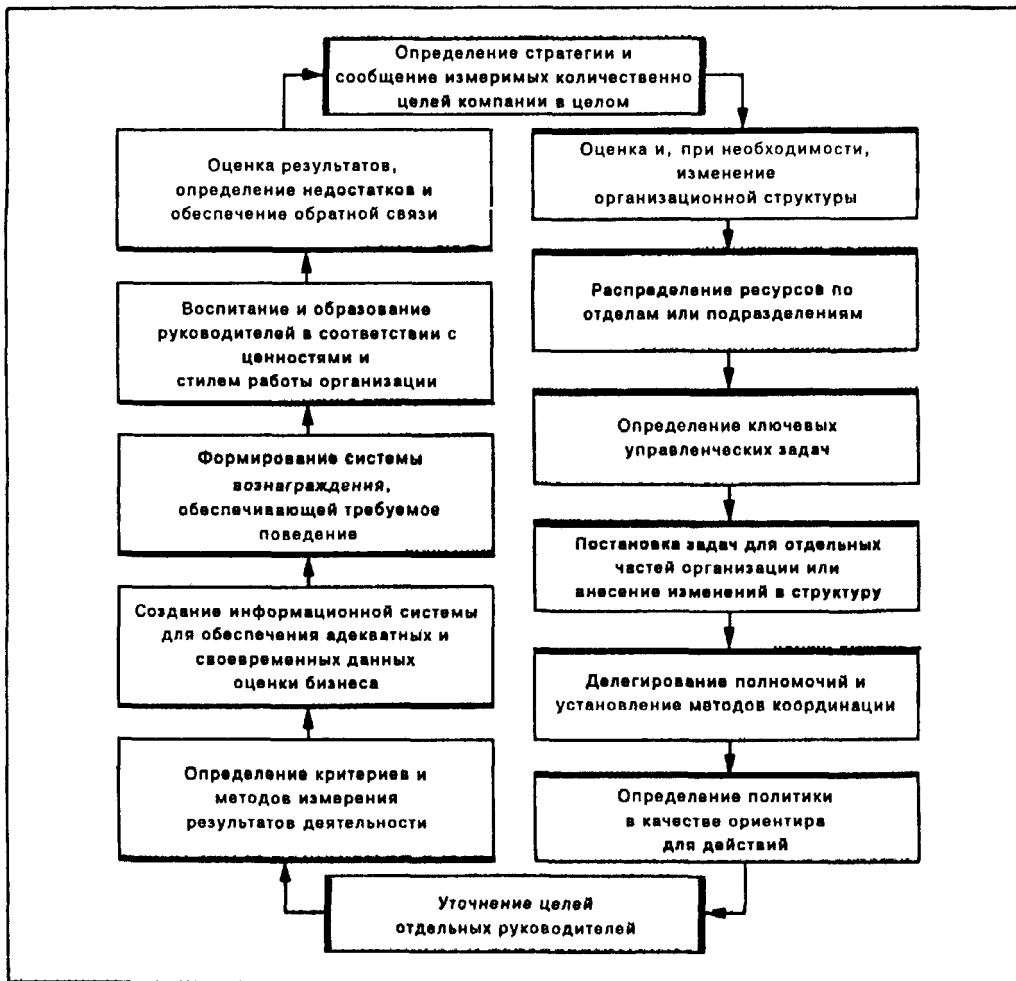 Определение стратегии и
сообщение измеримых количественно
целей компании в целом
Оценка и, при необходимости,
изменение
организационной структуры
Распределение ресурсов по
отделам или подразделениям
Определение ключевых
управленческих задач
Постановка задач для отдельных
частей организации или
внесение изменений в структуру
Делегирование полномочий и
установление методов координации
Определение политики
в качестве ориентира
для действий
Уточнение целей
отдельных руководителей
Определение критериев и
методов измерения
результатов деятельности
Создание информационной системы
для обеспечения адекватных и
своевременных данных
оценки бизнеса
Формирование системы
вознаграждения,
обеспечивающей требуемое
поведение
Воспитание и образование
руководителей в соответствии с
ценностями и
стилем работы организации
Оценка результатов,
определение недостатков и
обеспечение обратной связи